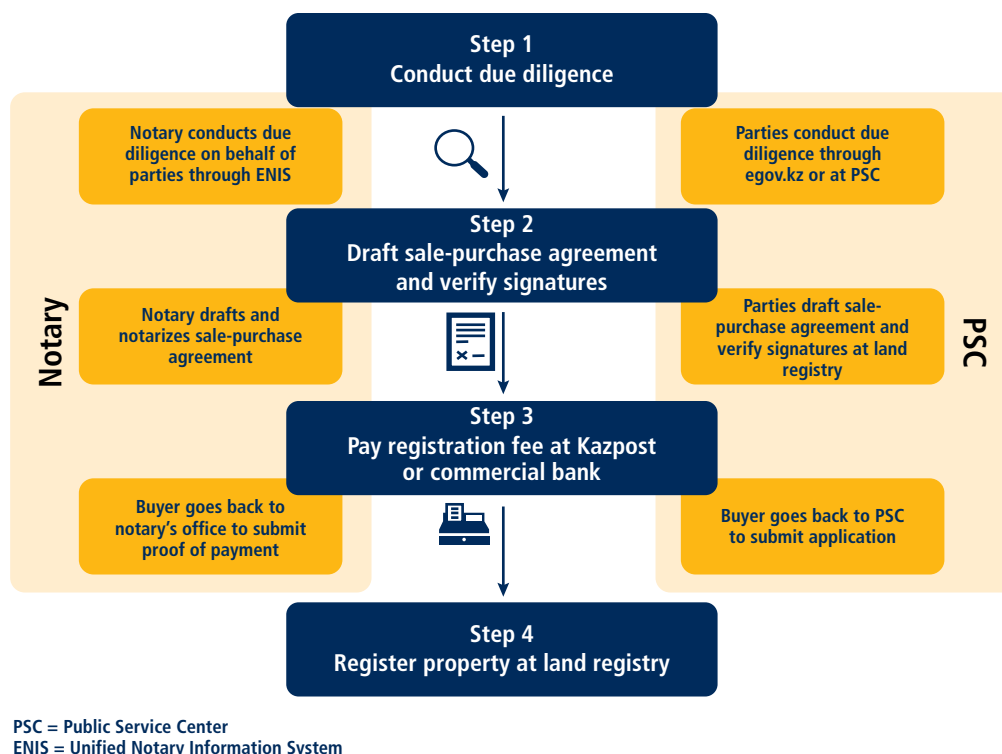 Step 1
Conduct due diligence
Notary conducts due
diligence on behalf of
parties through ENIS
Parties conduct due
diligence through
egov.kz or at PSC
Step 2
Draft sale-purchase agreement
and verify signatures
Notary
Notary drafts and
notarizes sale-purchase
agreement
Parties draft sale-
purchase agreement and
verify signatures at land
registry
PSC
Step 3
Pay registration fee at Kazpost
or commercial bank
Buyer goes back to
notary's office to submit
proof of payment
Buyer goes back to PSC
to submit application
Step 4
Register property at land registry
PSC = Public Service Center
ENIS = Unified Notary Information System